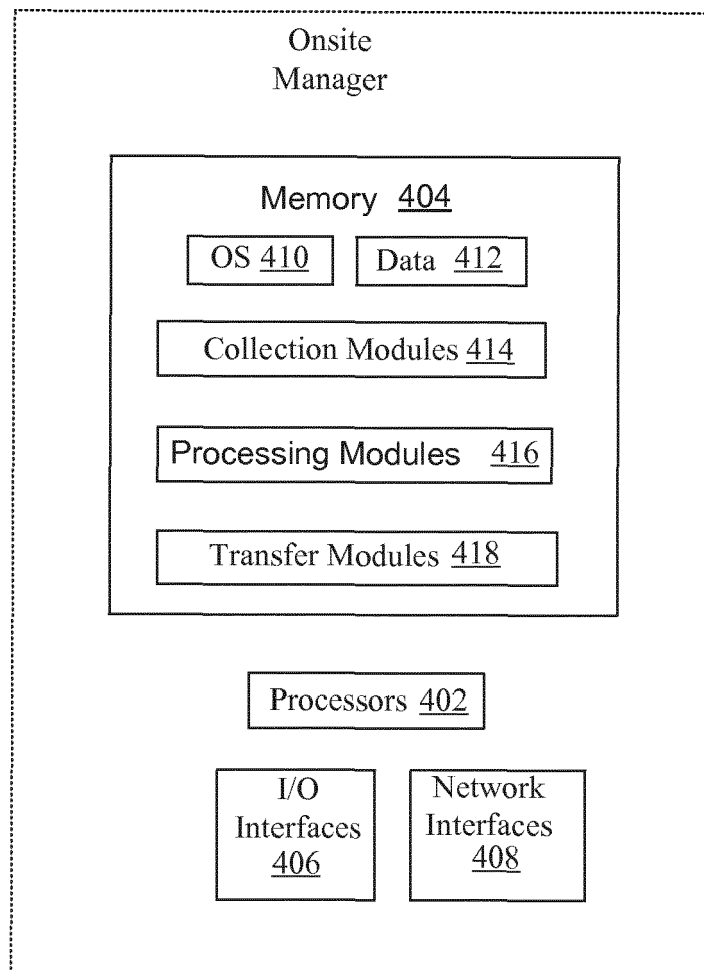 Onsite
Manager
Memory 404
OS 410
Data 412
Collection Modules 414
Processing Modules 416
Transfer Modules 418
Processors 402
I/O
Interfaces
406
Network
Interfaces
408